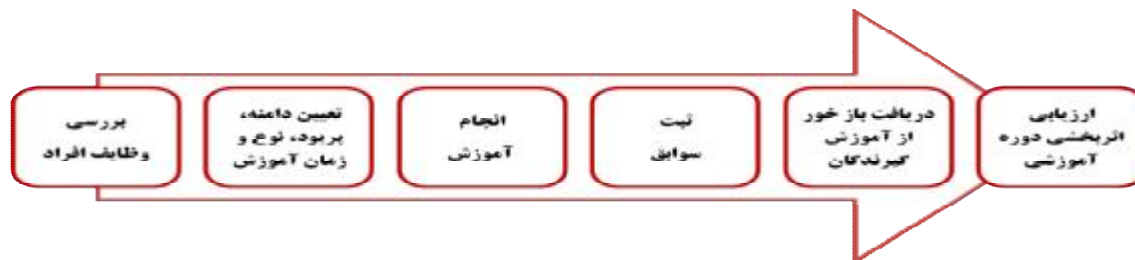 بررسی
وظایف افراد
تعیین دامنه،
پریود، نوع و
زمان آموزش
انجام
آموزش
ثبت
سوابق
دریافت باز خور
از آموزش
گیرندگان
ارزیابی
اثربخشی دوره
آموزشی